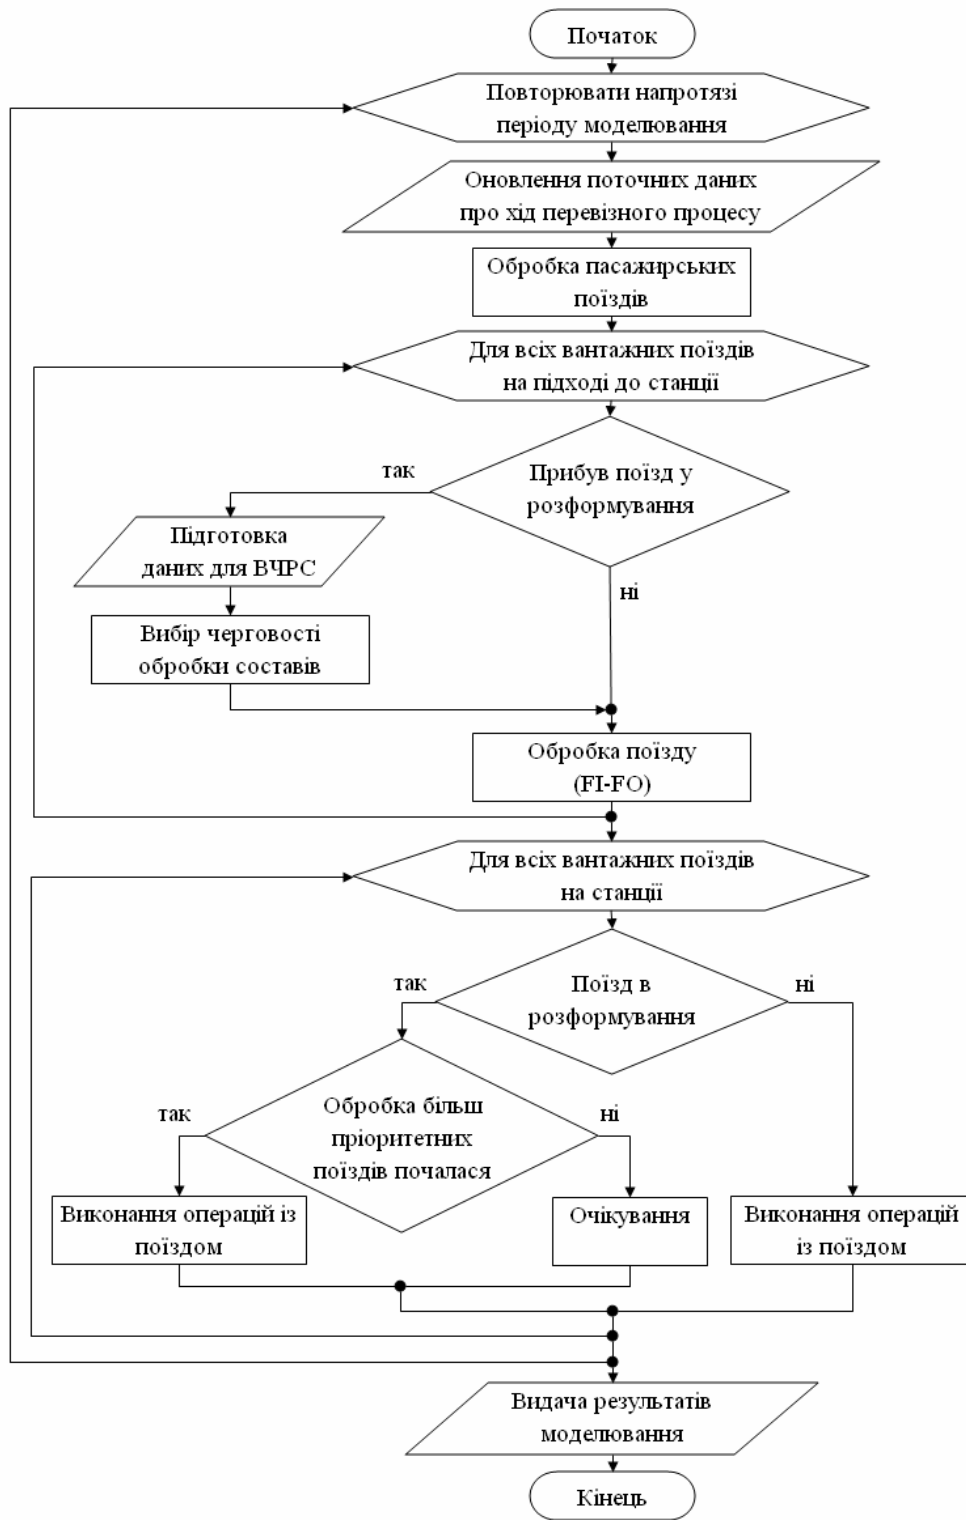 Початок
Повторювати напротязі
періоду моделювання
Оновлення поточних даних
про хід перевізного процесу
Обробка пасажирських
поїздів
Для всіх вантажних поїздів
на підході до станції
Прибув поїзд у
розформування
так
ні
Підготовка
даних для ВЧРС
Вибір черговості
обробки составів
Обробка поїзду
(FI-FO)
Для всіх вантажних поїздів
на станції
Поїзд в
розформування
так
ні
Обробка більш
пріоритетних
поїздів почалася
так
ні
Виконання операцій із
поїздом
Очікування
Виконання операцій
із поїздом
Видача результатів
моделювання
Кінець